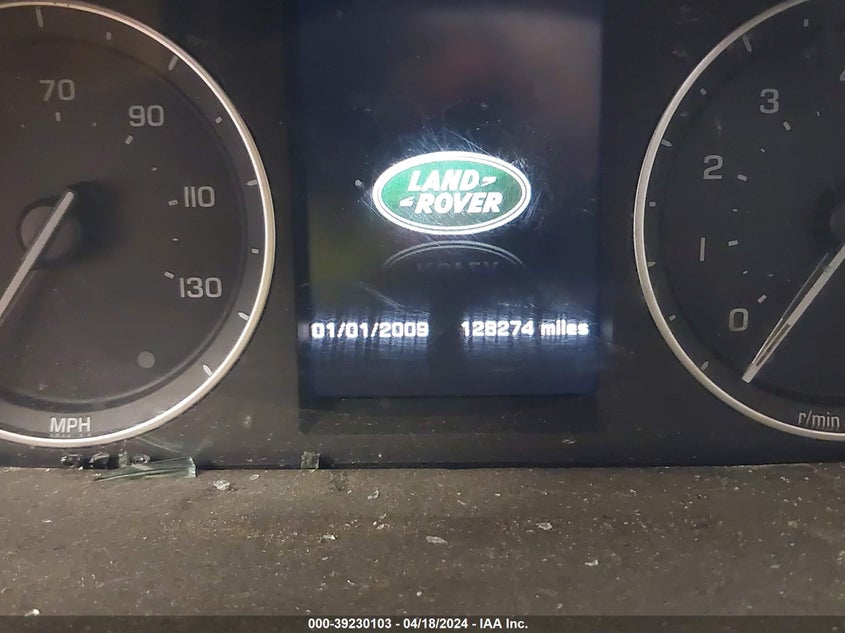 70
90
110
130
MPH
LAND
ROVER
01/01/2009 128274 miles
3
2
1
0
r/min
000-39230103 - 04/18/2024 - IAA Inc.